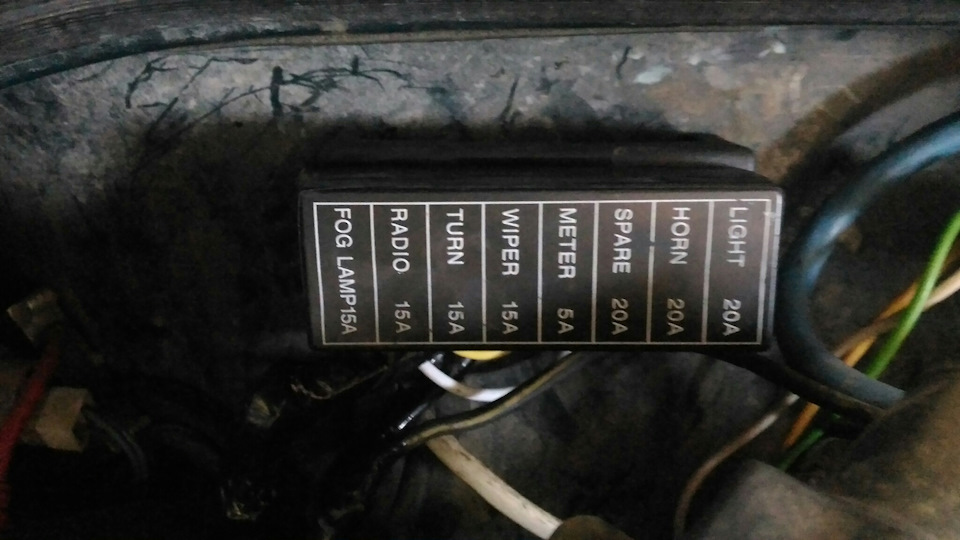 LIGHT 20A
HORN 20A
SPARE 20A
METER 5A
WIPER 15A
TURN 15A
RADIO 15A
FOG LAMP15A